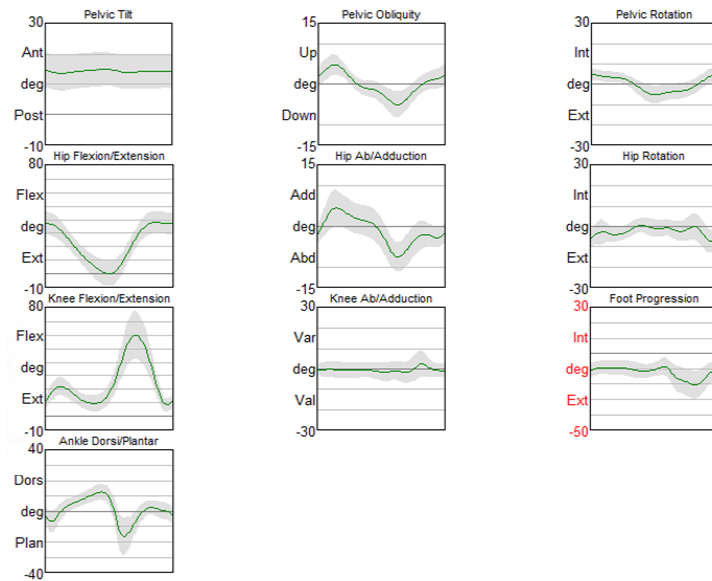 Pelvic Tilt
30
Ant
deg
Post
-10
Pelvic Obliquity
15
Up
deg
Down
-15
Pelvic Rotation
30
Int
deg
Ext
-30
Hip Flexion/Extension
80
Flex
deg
Ext
-10
Hip Ab/Adduction
15
Add
deg
Abd
-15
Hip Rotation
30
Int
deg
Ext
-30
Knee Flexion/Extension
80
Flex
deg
Ext
-10
Knee Ab/Adduction
30
Var
deg
Val
-30
Foot Progression
30
Int
deg
Ext
-50
Ankle Dorsi/Plantar
40
Dors
deg
Plan
-40